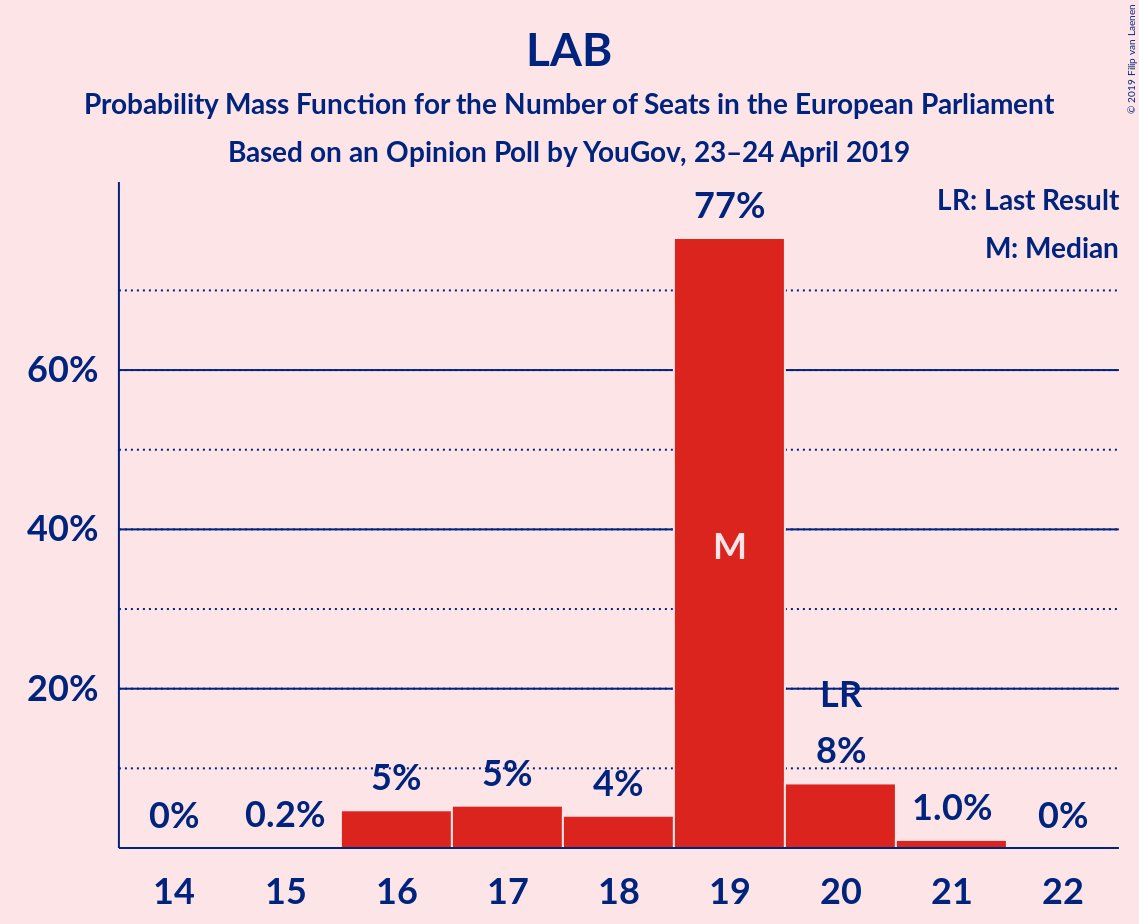 LAB
Probability Mass Function for the Number of Seats in the European Parliament
Based on an Opinion Poll by YouGov, 23–24 April 2019
© 2019 Filip van Laenen
LR: Last Result
M: Median
77%
60%
40%
M
20%
LR
8%
5%
5%
4%
1.0%
0%
0.2%
0%
14 15 16 17 18 19 20 21 22